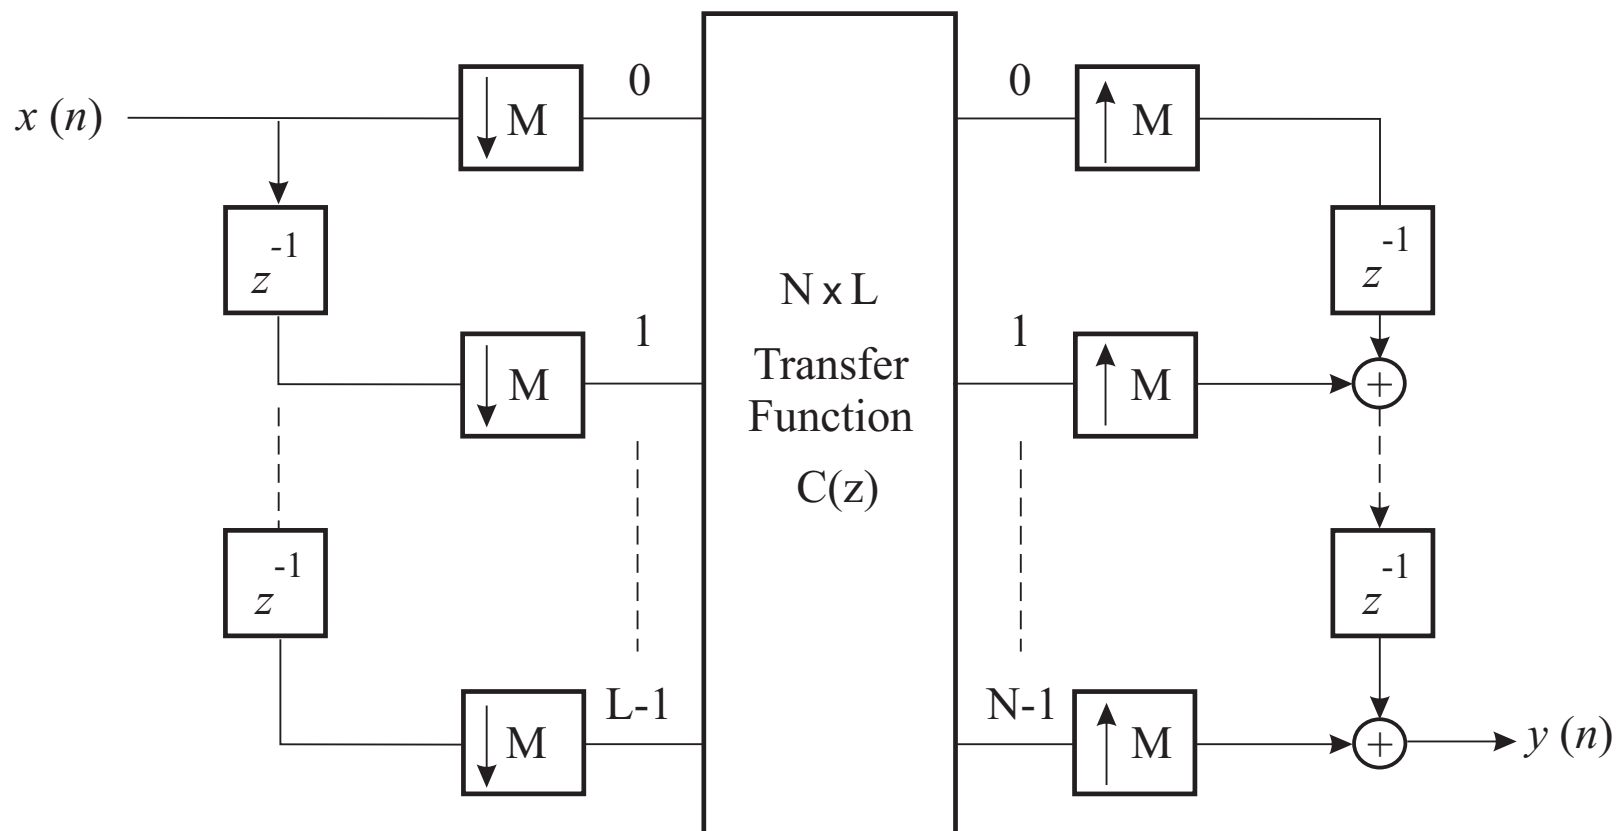 x (n)
M
0
0
M
z-1
z-1
M
1
1
M
N x L
Transfer
Function
C(z)
z-1
z-1
M
L-1
N-1
M
y (n)